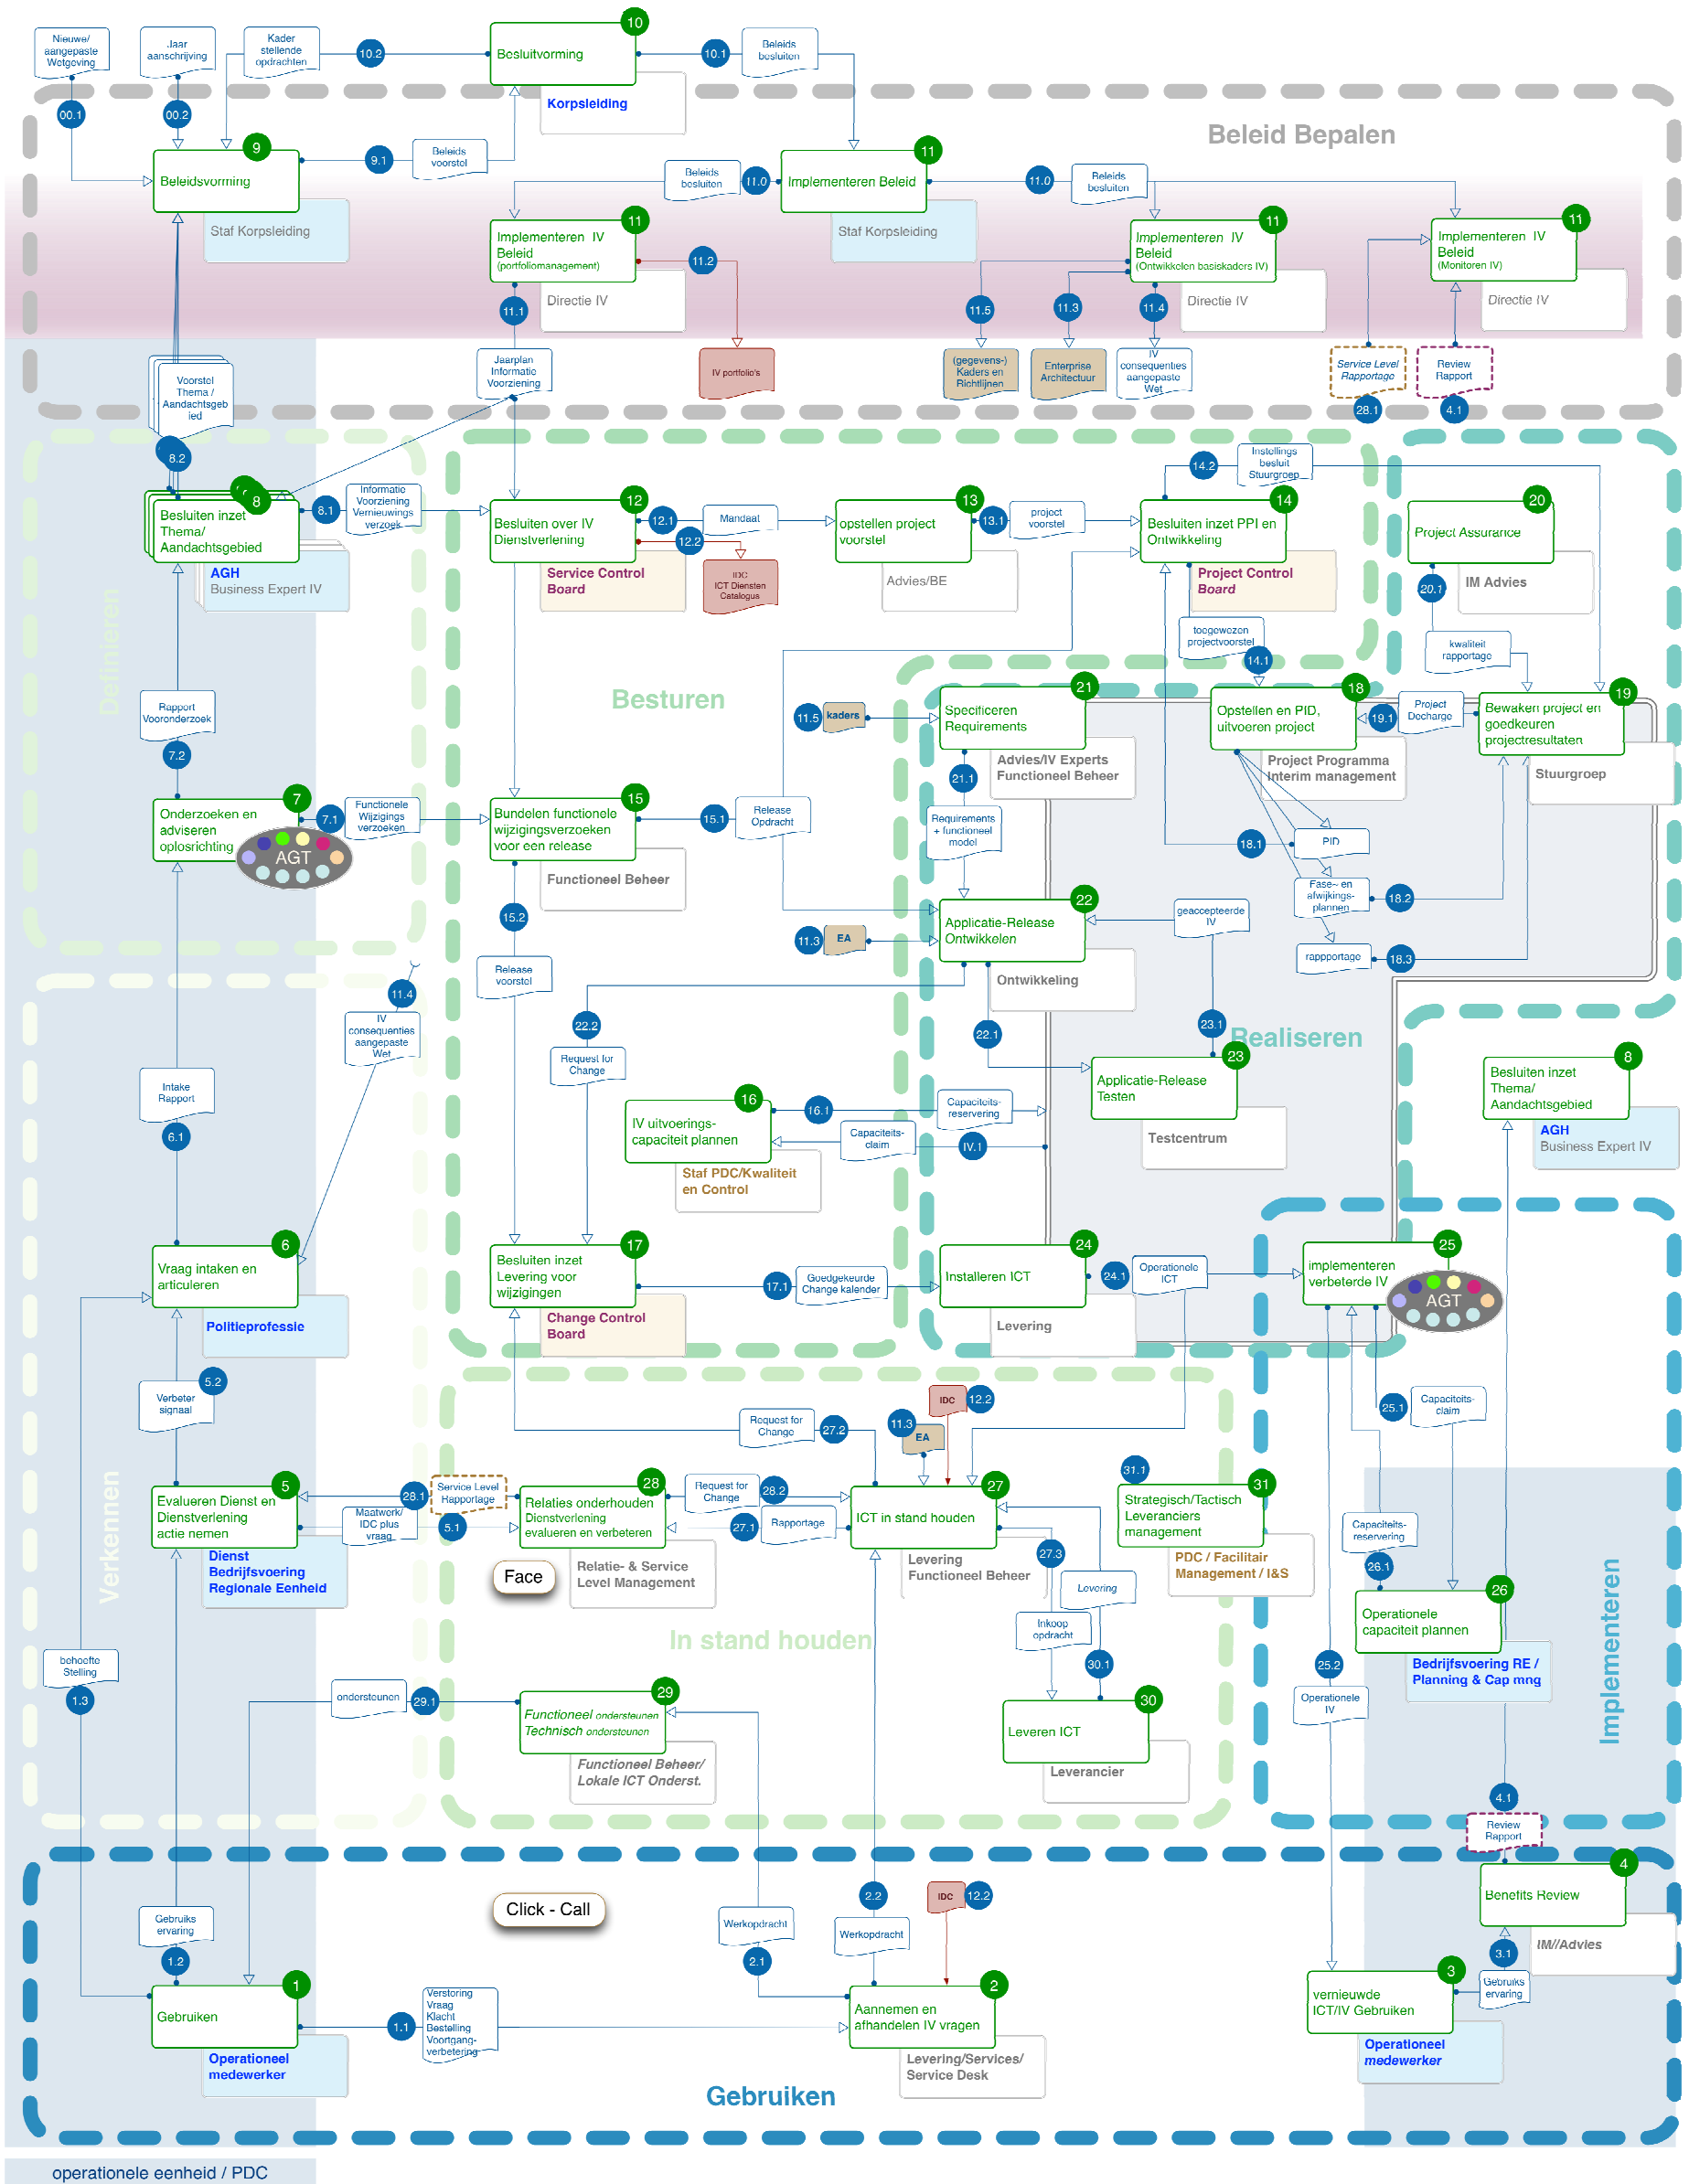 Nieuwe/
aangepaste
Wetgeving
00.1
Jaar
aanschrijving
00.2
Kader
stellende
opdrachten
10.2
10
Besluitvorming
Korpsleiding
10.1
Beleids
besluiten
Beleid Bepalen
9
Beleidsvorming
Staf Korpsleiding
9.1
Beleids
voorstel
Beleids
besluiten
11.0
11
Implementeren Beleid
Staf Korpsleiding
11.0
Beleids
besluiten
11
Implementeren IV
Beleid
(portfoliomanagement)
Directie IV
11.1
11.2
11
Implementeren IV
Beleid
(Ontwikkelen basiskaders IV)
Directie IV
11.5
11.3
11.4
11
Implementeren IV
Beleid
(Monitoren IV)
Directie IV
Voorstel
Thema /
Aandachtsgeb
ied
8.2
Jaarplan
Informatie
Voorziening
IV portfolio's
(gegevens-)
Kaders en
Richtlijnen
Enterprise
Architectuur
IV
consequenties
aangepaste
Wet
Service Level
Rapportage
28.1
Review
Rapport
4.1
Definieren
8
Besluiten inzet
Thema/
Aandachtsgebied
AGH
Business Expert IV
8.1
Informatie
Voorziening
Vernieuwings
verzoek
12
Besluiten over IV
Dienstverlening
Service Control
Board
12.1
Mandaat
12.2
IDC
ICT Diensten
Catalogus
13
opstellen project
voorstel
Advies/BE
13.1
project
voorstel
14
Besluiten inzet PPI en
Ontwikkeling
Project Control
Board
14.2
Instellings
besluit
Stuurgroep
toegewezen
projectvoorstel
14.1
20
Project Assurance
IM Advies
20.1
kwaliteit
rapportage
Besturen
Rapport
Vooronderzoek
7.2
11.5
kaders
21
Specificeren
Requirements
Advies/IV Experts
Functioneel Beheer
21.1
Requirements
+ functioneel
model
18
Opstellen en PID,
uitvoeren project
Project Programma
Interim management
19.1
Project
Decharge
19
Bewaken project en
goedkeuren
projectresultaten
Stuurgroep
7
Onderzoeken en
adviseren
oplosrichting
AGT
7.1
Functionele
Wijzigings
verzoeken
15
Bundelen functionele
wijzigingsverzoeken
voor een release
Functioneel Beheer
15.1
Release
Opdracht
15.2
18.1
PID
Fase~ en
afwijkings-
plannen
18.2
rappportage
18.3
11.3
EA
22
Applicatie-Release
Ontwikkelen
Ontwikkeling
geaccepteerde
IV
23.1
22.1
22.2
Release
voorstel
Request for
Change
Realiseren
11.4
IV
consequenties
aangepaste
Wet
23
Applicatie-Release
Testen
Testcentrum
8
Besluiten inzet
Thema/
Aandachtsgebied
AGH
Business Expert IV
Intake
Rapport
6.1
16
IV uitvoerings-
capaciteit plannen
Staf PDC/Kwaliteit
en Control
16.1
Capaciteits-
reservering
Capaciteits-
claim
IV.1
6
Vraag intaken en
articuleren
Politieprofessie
17
Besluiten inzet
Levering voor
wijzigingen
Change Control
Board
17.1
Goedgekeurde
Change kalender
24
Installeren ICT
Levering
24.1
Operationele
ICT
25
implementeren
verbeterde IV
AGT
25.1
Capaciteits-
claim
5.2
Verbeter
signaal
Verkennen
Request for
Change
27.2
11.3
EA
IDC
12.2
5
Evalueren Dienst en
Dienstverlening
actie nemen
Dienst
Bedrijfsvoering
Regionale Eenheid
28.1
Service Level
Rapportage
Maatwerk/
IDC plus
vraag
5.1
28
Relaties onderhouden
Dienstverlening
evalueren en verbeteren
Relatie- & Service
Level Management
Face
Request for
Change
28.2
27.1
Rapportage
27
ICT in stand houden
Levering
Functioneel Beheer
31.1
31
Strategisch/Tactisch
Leveranciers
management
PDC / Facilitair
Management / I&S
27.3
Levering
Inkoop
opdracht
30.1
30
Leveren ICT
Leverancier
Capaciteits-
reservering
26.1
26
Operationele
capaciteit plannen
Bedrijfsvoering RE /
Planning & Cap mng
Implementeren
In stand houden
behoefte
Stelling
1.3
ondersteunen
29.1
29
Functioneel ondersteunen
Technisch ondersteunen
Functioneel Beheer/
Lokale ICT Onderst.
25.2
Operationele
IV
4.1
Review
Rapport
4
Benefits Review
IM//Advies
3.1
Gebruiks
ervaring
Click - Call
Gebruiks
ervaring
1.2
Werkopdracht
2.1
2.2
Werkopdracht
IDC
12.2
1
Gebruiken
Operationeel
medewerker
1.1
Verstoring
Vraag
Klacht
Bestelling
Voortgang-
verbetering
2
Aannemen en
afhandelen IV vragen
Levering/Services/
Service Desk
3
vernieuwde
ICT/IV Gebruiken
Operationeel
medewerker
Gebruiken
operationele eenheid / PDC